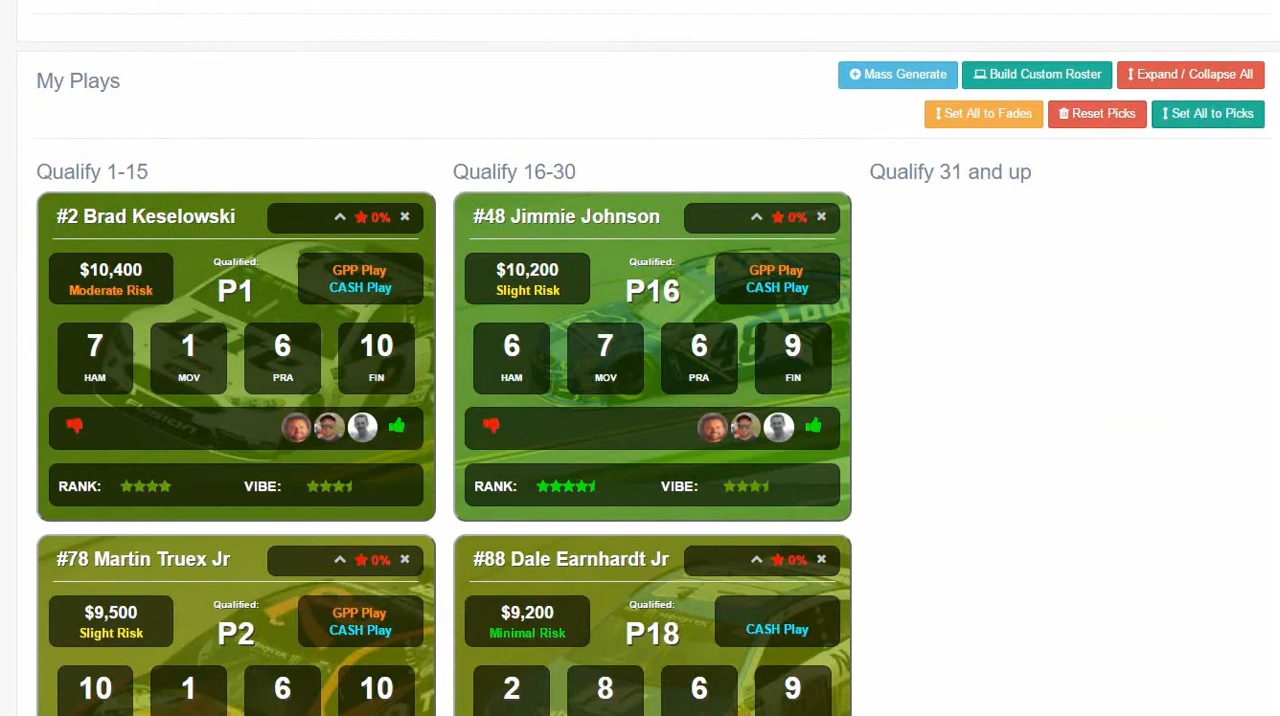 My Plays
Mass Generate
Build Custom Roster
Expand / Collapse All
Set All to Fades
Reset Picks
Set All to Picks
Qualify 1-15
Qualify 16-30
Qualify 31 and up
#2 Brad Keselowski
0%
$10,400
Moderate Risk
Qualified:
P1
GPP Play
CASH Play
7 1 6 10
HAM MOV PRA FIN
RANK: VIBE:
#48 Jimmie Johnson
0%
$10,200
Slight Risk
Qualified:
P16
GPP Play
CASH Play
6 7 6 9
HAM MOV PRA FIN
RANK: VIBE:
#78 Martin Truex Jr
0%
$9,500
Slight Risk
Qualified:
P2
GPP Play
CASH Play
10 1 6 10
#88 Dale Earnhardt Jr
0%
$9,200
Minimal Risk
Qualified:
P18
CASH Play
2 8 6 9